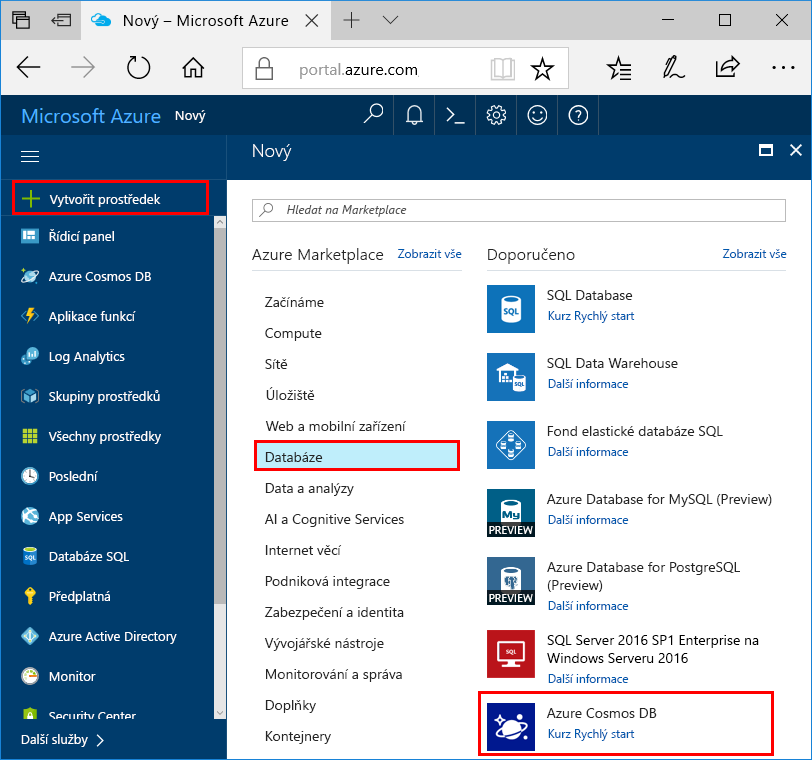 Nový – Microsoft Azure
portal.azure.com
Microsoft Azure Nový
Vytvořit prostředek
Řídicí panel
Azure Cosmos DB
Aplikace funkcí
Log Analytics
Skupiny prostředků
Všechny prostředky
Poslední
App Services
Databáze SQL
Předplatná
Azure Active Directory
Monitor
Security Center
Další služby
Nový
Hledat na Marketplace
Azure Marketplace Zobrazit vše
Začínáme
Compute
Sítě
Úložiště
Web a mobilní zařízení
Databáze
Data a analýzy
AI a Cognitive Services
Internet věcí
Podniková integrace
Zabezpečení a identita
Vývojářské nástroje
Monitorování a správa
Doplňky
Kontejnery
Doporučeno Zobrazit vše
SQL
SQL Database
Kurz Rychlý start
SQL
SQL Data Warehouse
Další informace
Fond elastické databáze SQL
Další informace
My
PREVIEW
Azure Database for MySQL (Preview)
Další informace
PREVIEW
Azure Database for PostgreSQL
(Preview)
Další informace
SQL
SQL Server 2016 SP1 Enterprise na
Windows Serveru 2016
Další informace
Azure Cosmos DB
Kurz Rychlý start